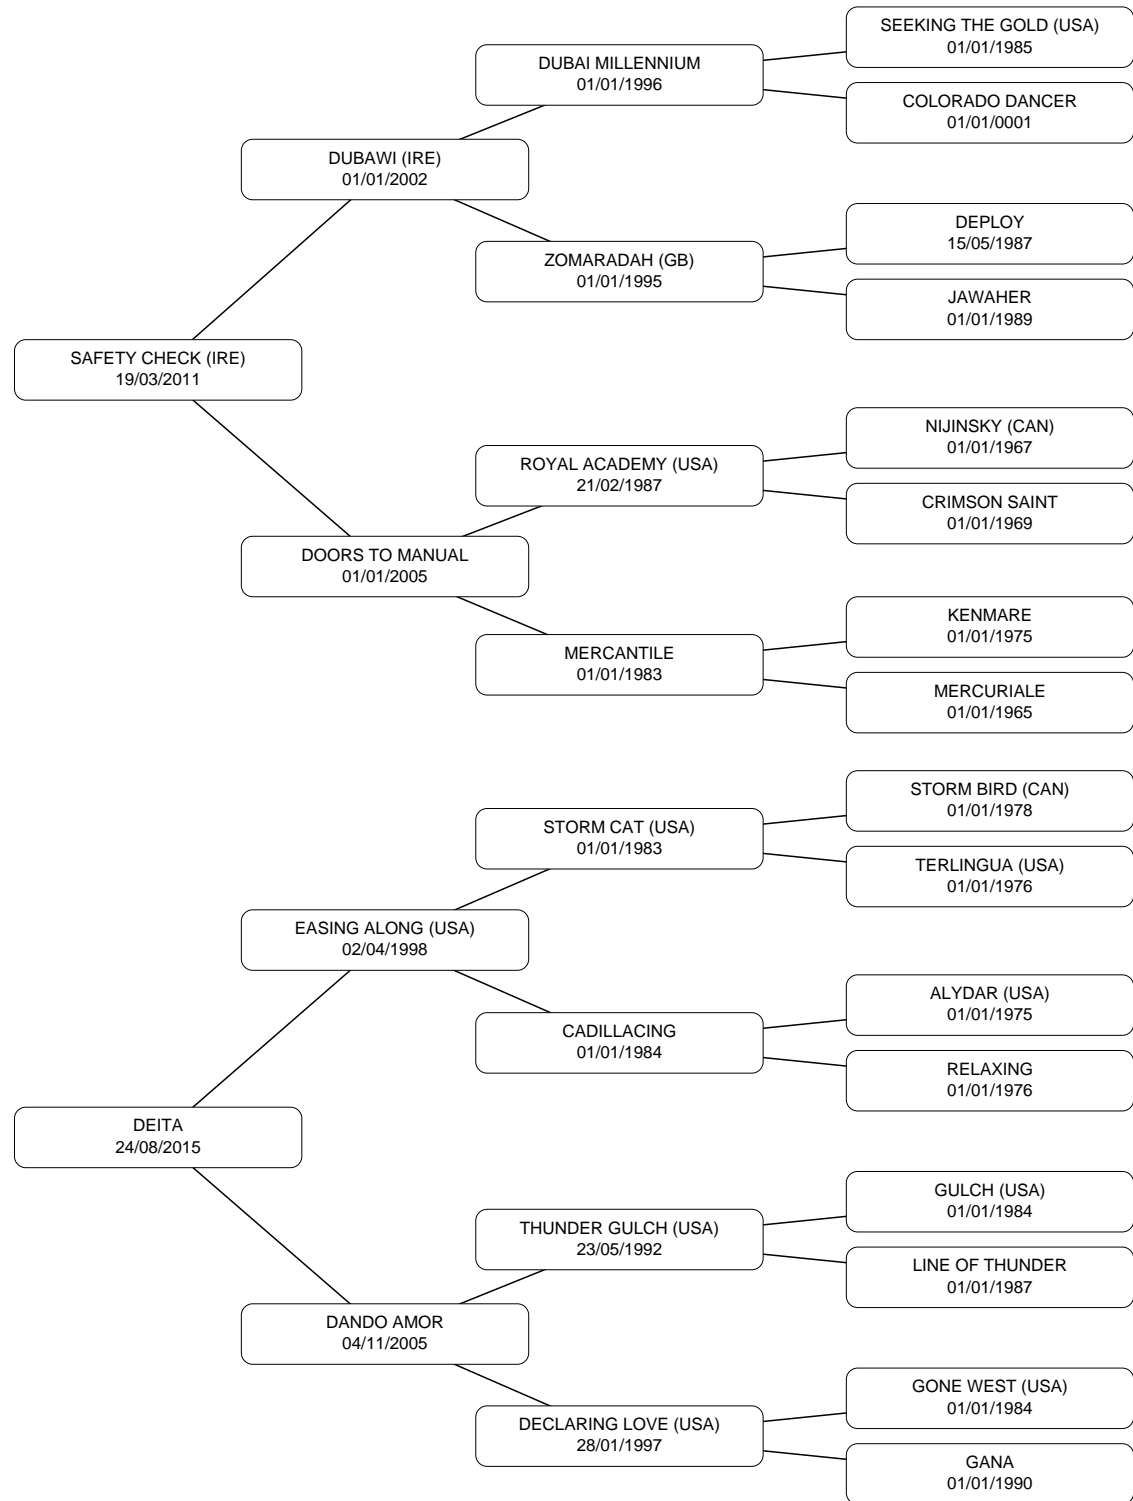 SEEKING THE GOLD (USA)
01/01/1985
DUBAI MILLENNIUM
01/01/1996
COLORADO DANCER
01/01/0001
DUBAWI (IRE)
01/01/2002
DEPLOY
15/05/1987
ZOMARADAH (GB)
01/01/1995
JAWAHER
01/01/1989
SAFETY CHECK (IRE)
19/03/2011
NIJINSKY (CAN)
01/01/1967
ROYAL ACADEMY (USA)
21/02/1987
CRIMSON SAINT
01/01/1969
DOORS TO MANUAL
01/01/2005
KENMARE
01/01/1975
MERCANTILE
01/01/1983
MERCURIALE
01/01/1965
STORM BIRD (CAN)
01/01/1978
STORM CAT (USA)
01/01/1983
TERLINGUA (USA)
01/01/1976
EASING ALONG (USA)
02/04/1998
ALYDAR (USA)
01/01/1975
CADILLACING
01/01/1984
RELAXING
01/01/1976
DEITA
24/08/2015
GULCH (USA)
01/01/1984
THUNDER GULCH (USA)
23/05/1992
LINE OF THUNDER
01/01/1987
DANDO AMOR
04/11/2005
GONE WEST (USA)
01/01/1984
DECLARING LOVE (USA)
28/01/1997
GANA
01/01/1990